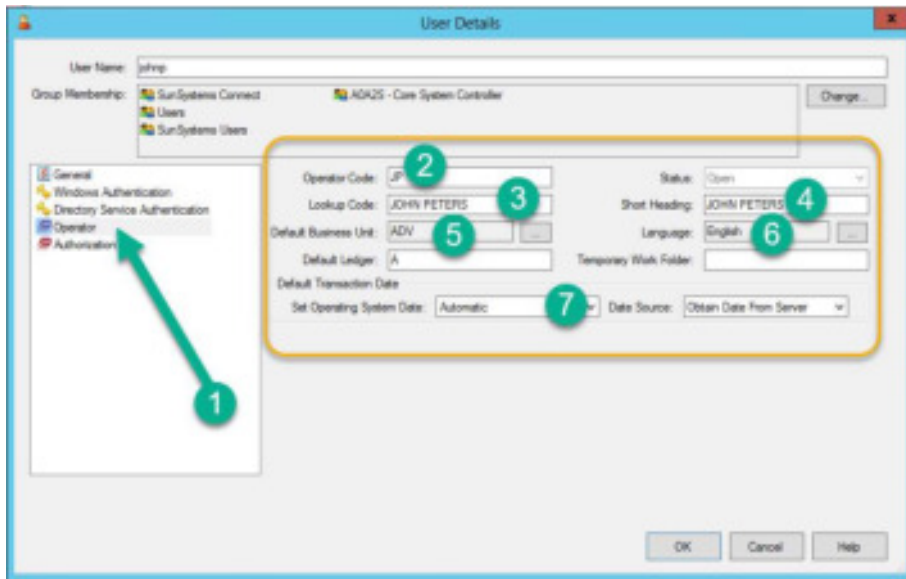 User Details
x
User Name: johnp
Group Membership: SunSystems Connect A0A2S - Core System Controller Change...
Users
SunSystems Users
General
Windows Authentication
Directory Service Authentication
Operator
Authorization
1
Operator Code: JP 2 Status: Open
Lookup Code: JOHN PETERS 3 Short Heading: JOHN PETERS 4
Default Business Unit: ADV 5 ... Language: English 6 ...
Default Ledger: A Temporary Work Folder:
Default Transaction Date
Set Operating System Date: Automatic 7 Date Source: Obtain Date From Server
OK Cancel Help